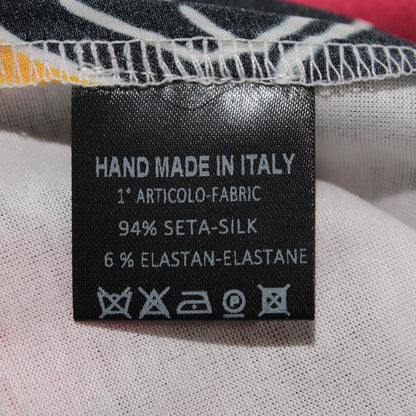 HAND MADE IN ITALY
1° ARTICOLO-FABRIC
94% SETA-SILK
6 % ELASTAN-ELASTANE
P